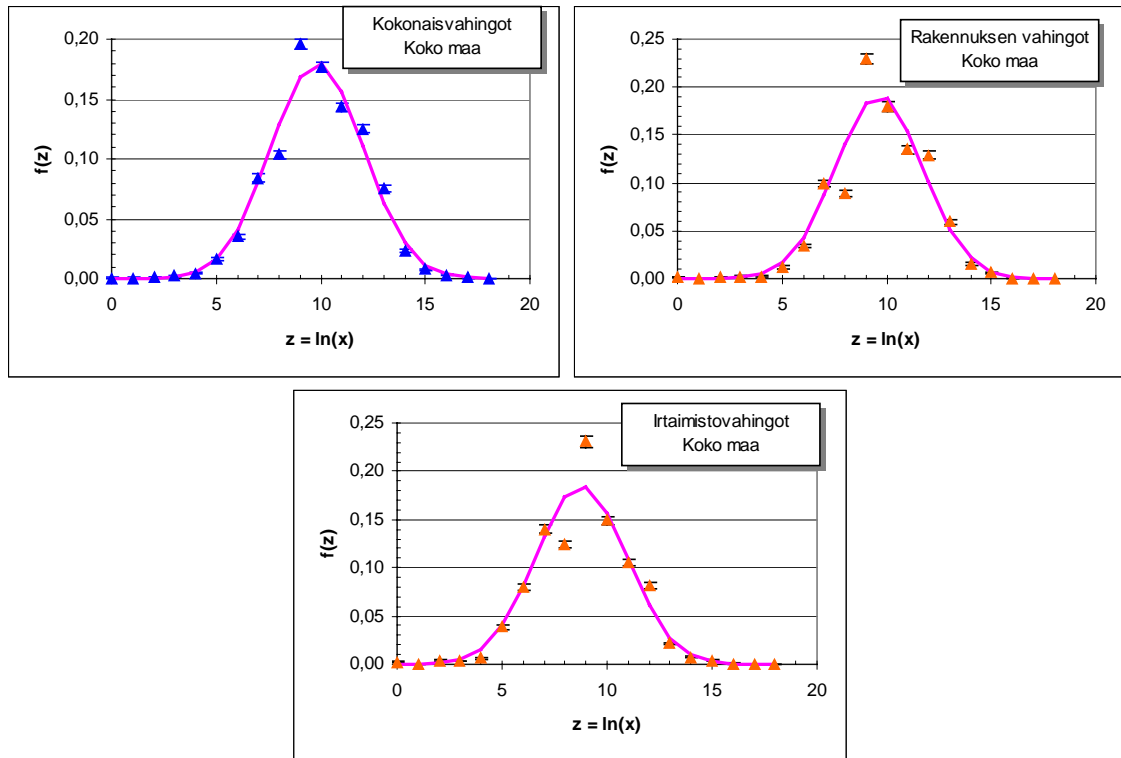 Kokonaisvahingot
Koko maa
0,20
0,15
0,10
0,05
0,00
f(z)
0 5 10 15 20
z = ln(x)
Rakennuksen vahingot
Koko maa
0,25
0,20
0,15
0,10
0,05
0,00
f(z)
0 5 10 15 20
z = ln(x)
Irtaimistovahingot
Koko maa
0,25
0,20
0,15
0,10
0,05
0,00
f(z)
0 5 10 15 20
z = ln(x)